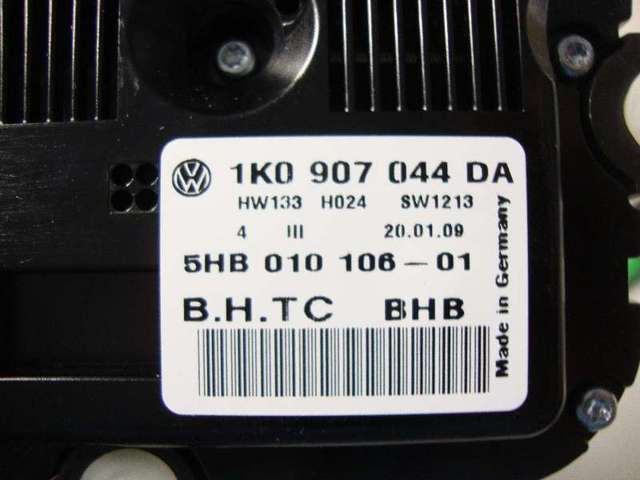 VW 1K0 907 044 DA
HW133 H024 SW1213
4 III 20.01.09
5HB 010 106-01
B.H.TC BHB
Made in Germany